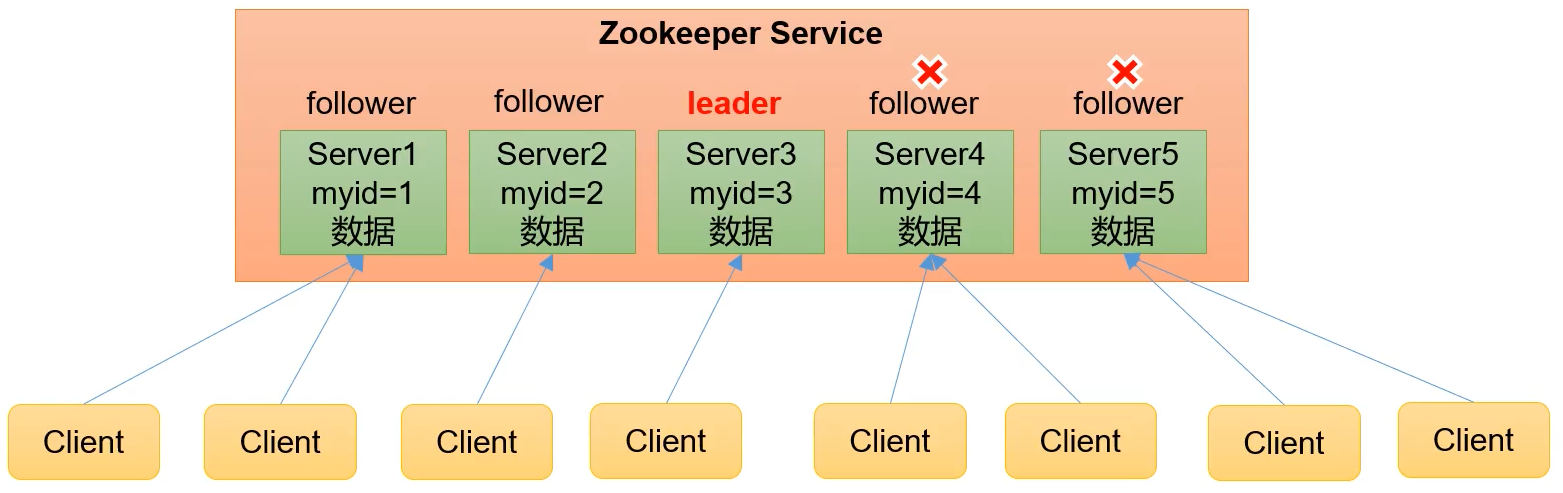 Zookeeper Service
follower
follower
leader
follower
follower
Server1
myid=1
数据
Server2
myid=2
数据
Server3
myid=3
数据
Server4
myid=4
数据
Server5
myid=5
数据
Client
Client
Client
Client
Client
Client
Client
Client